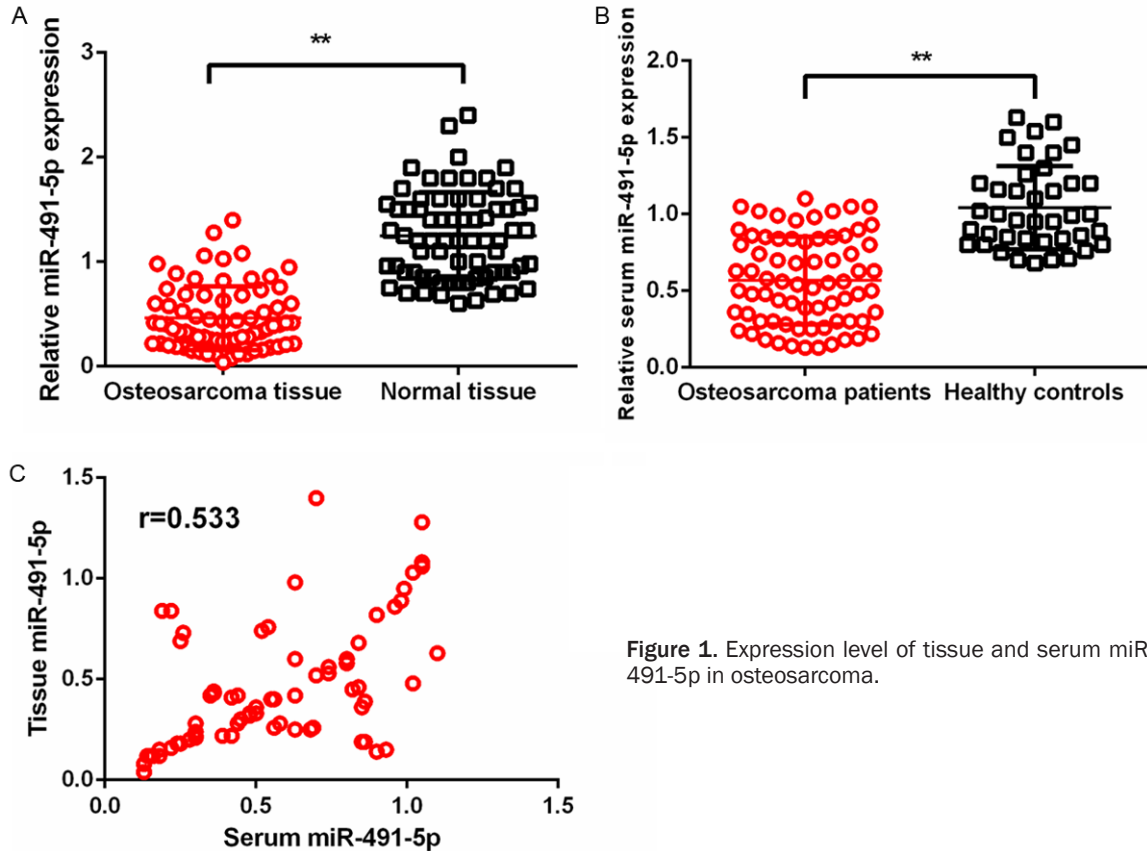 A
Relative miR-491-5p expression
3
2
1
0
**
Osteosarcoma tissue
Normal tissue
B
Relative serum miR-491-5p expression
2.0
1.5
1.0
0.5
0.0
**
Osteosarcoma patients
Healthy controls
C
Tissue miR-491-5p
1.5
1.0
0.5
0.0
r=0.533
0.0
0.5
1.0
1.5
Serum miR-491-5p
Figure 1. Expression level of tissue and serum miR
491-5p in osteosarcoma.